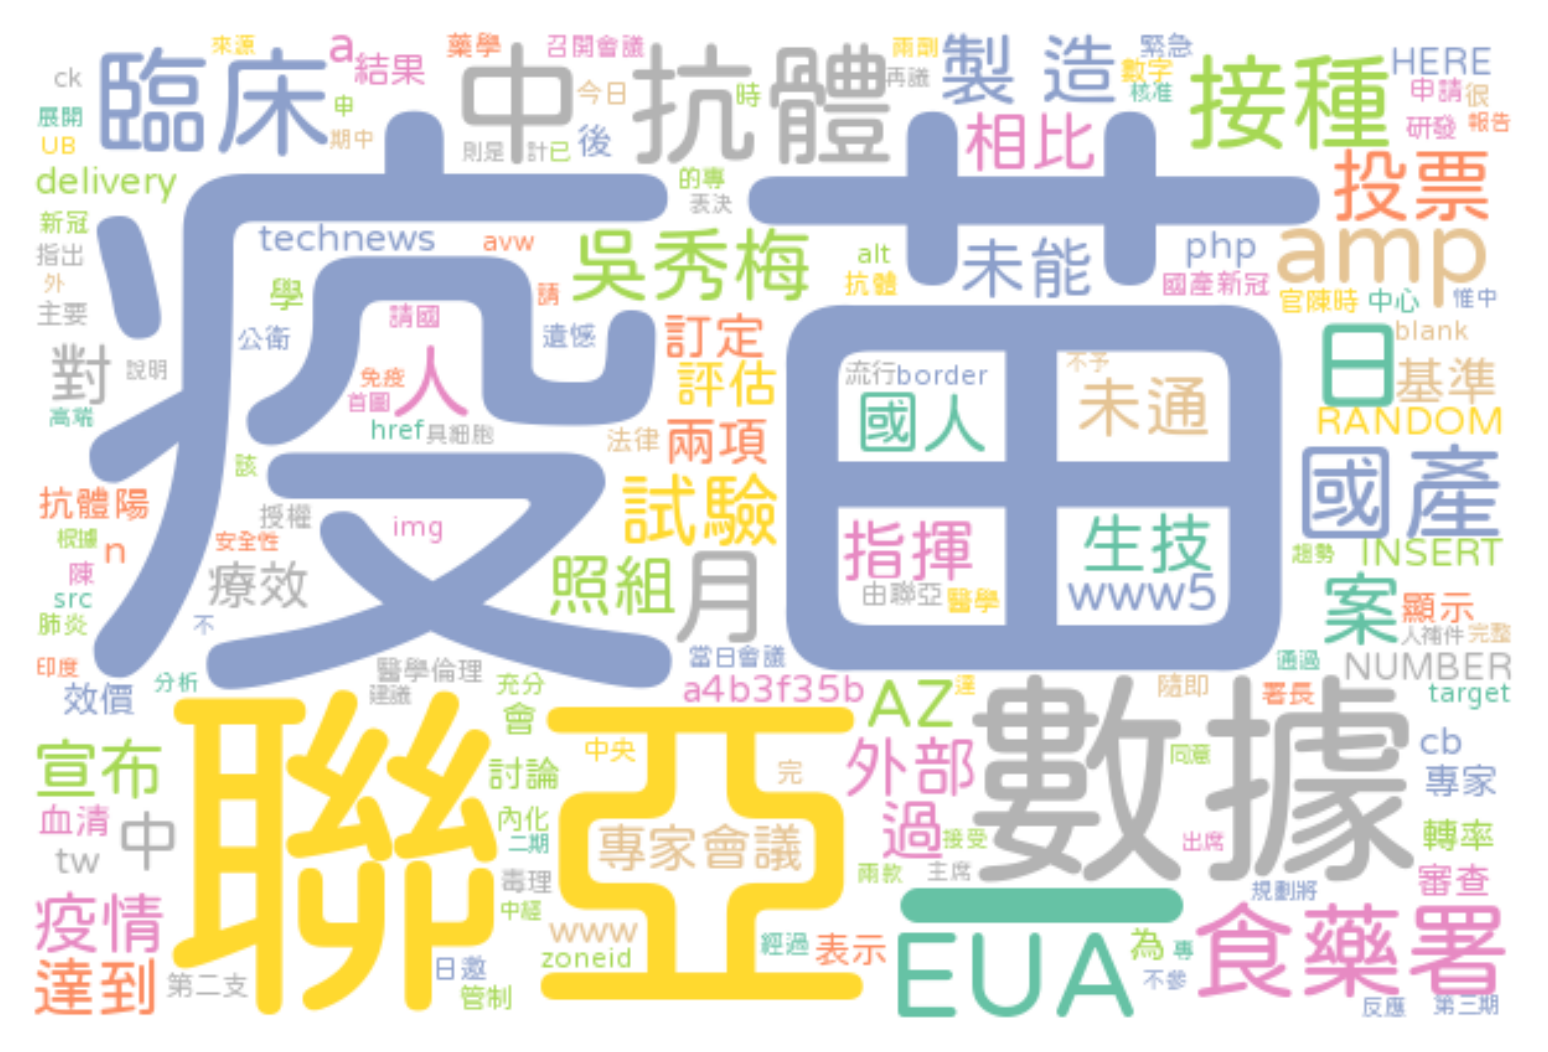 臨床
來源
a
結果
藥學
召開會議
兩劑
製造
緊急
數字
核准
接種
HERE
申請
很
ck
展開
UB
申
期中
中
今日
抗體
時
再議
研發
報告
delivery
則是
計
已
後
相比
投票
新冠
指出
外
主要
的專
表決
technews
avw
吳秀梅
alt
抗體
未能
php
國產新冠
amp
官陳時
中心
惟中
學
請
請國
公衛
遺憾
訂定
疫苗
blank
對
說明
高端
免疫
首圖
人
href
具細胞
評估
法律
兩項
流行
border
國人
不予
未通
日
基準
RANDOM
抗體陽
根據
n
陳
src
肺炎
該
授權
安全性
療效
不
img
試驗
照組
月
指揮
由聯亞
醫學
生技
www5
國產
趨勢
INSERT
案
顯示
人補件
完整
印度
效價
分析
醫學倫理
建議
充分
會
當日會議
a4b3f35b
AZ
達
隨即
署長
通過
NUMBER
target
宣布
聯亞
討論
中央
完
外部
數據
同意
cb
專家
血清
中
tw
內化
二期
專家會議
過
接受
出席
轉率
疫情
毒理
中經
兩款
主席
規劃將
審查
達到
第二支
日邀
管制
www
zoneid
經過
表示
一
EUA
為
專
不參
食藥署
反應
第三期